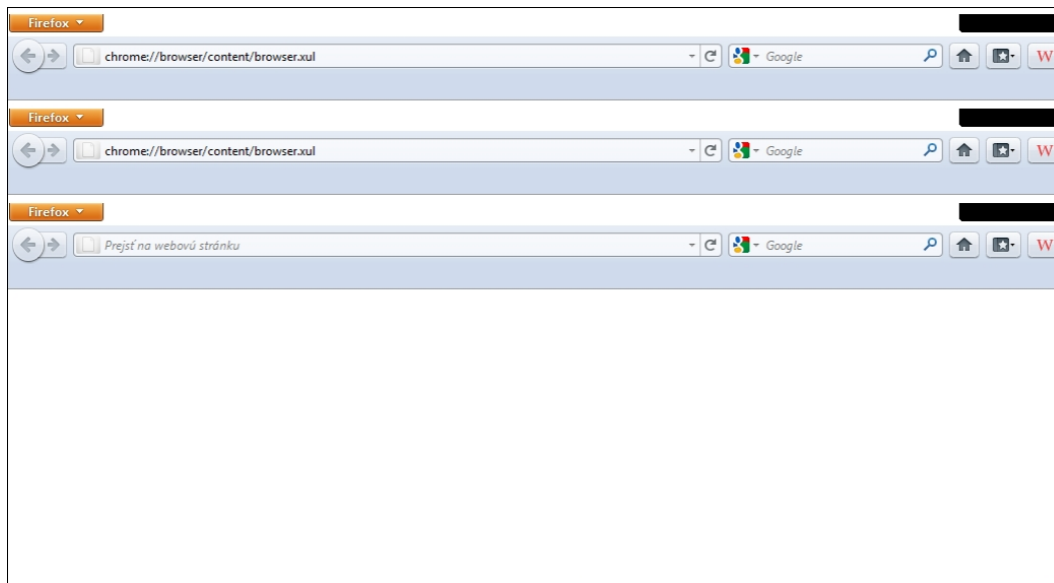 Firefox
chrome://browser/content/browser.xul Google W
Firefox
chrome://browser/content/browser.xul Google W
Firefox
Prejsť na webovú stránku Google W